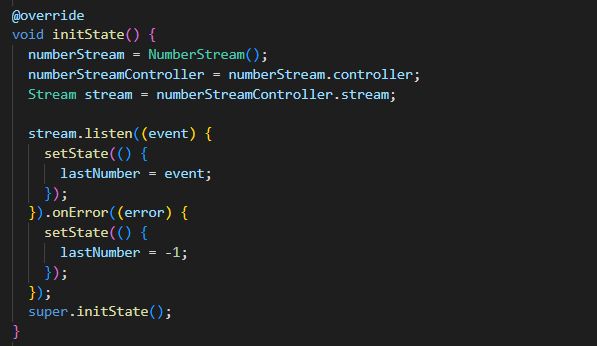 @override
void initState() {
  numberStream = NumberStream();
  numberStreamController = numberStream.controller;
  Stream stream = numberStreamController.stream;

  stream.listen((event) {
    setState(() {
      lastNumber = event;
    });
  }).onError((error) {
    setState(() {
      lastNumber = -1;
    });
  });
  super.initState();
}